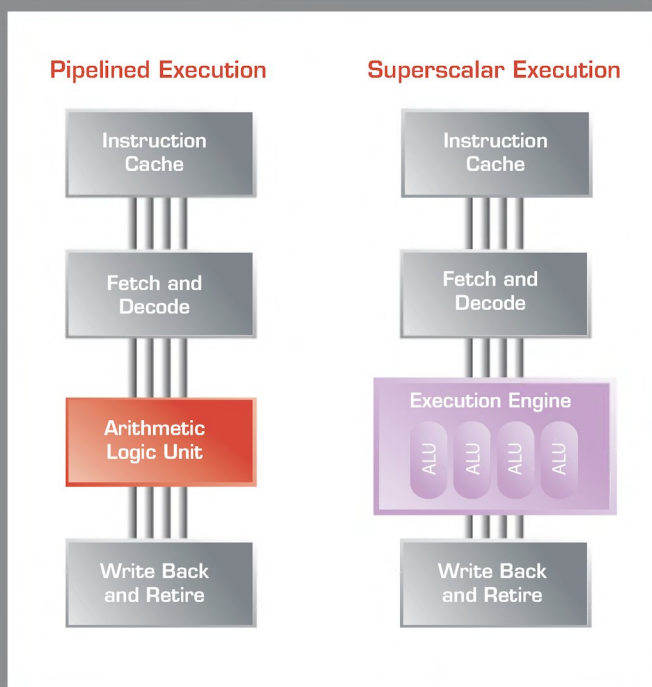 Pipelined Execution
Instruction
Cache
Fetch and
Decode
Arithmetic
Logic Unit
Write Back
and Retire
Superscalar Execution
Instruction
Cache
Fetch and
Decode
Execution Engine
ALU
ALU
ALU
ALU
Write Back
and Retire